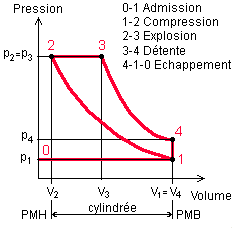 Pression
0-1 Admission
1-2 Compression
2-3 Explosion
3-4 Détente
4-1-0 Echappement
2
3
p2=p3
p4
4
0
p1
1
V2
V3
V1=V4
Volume
PMH
cylindrée
PMB